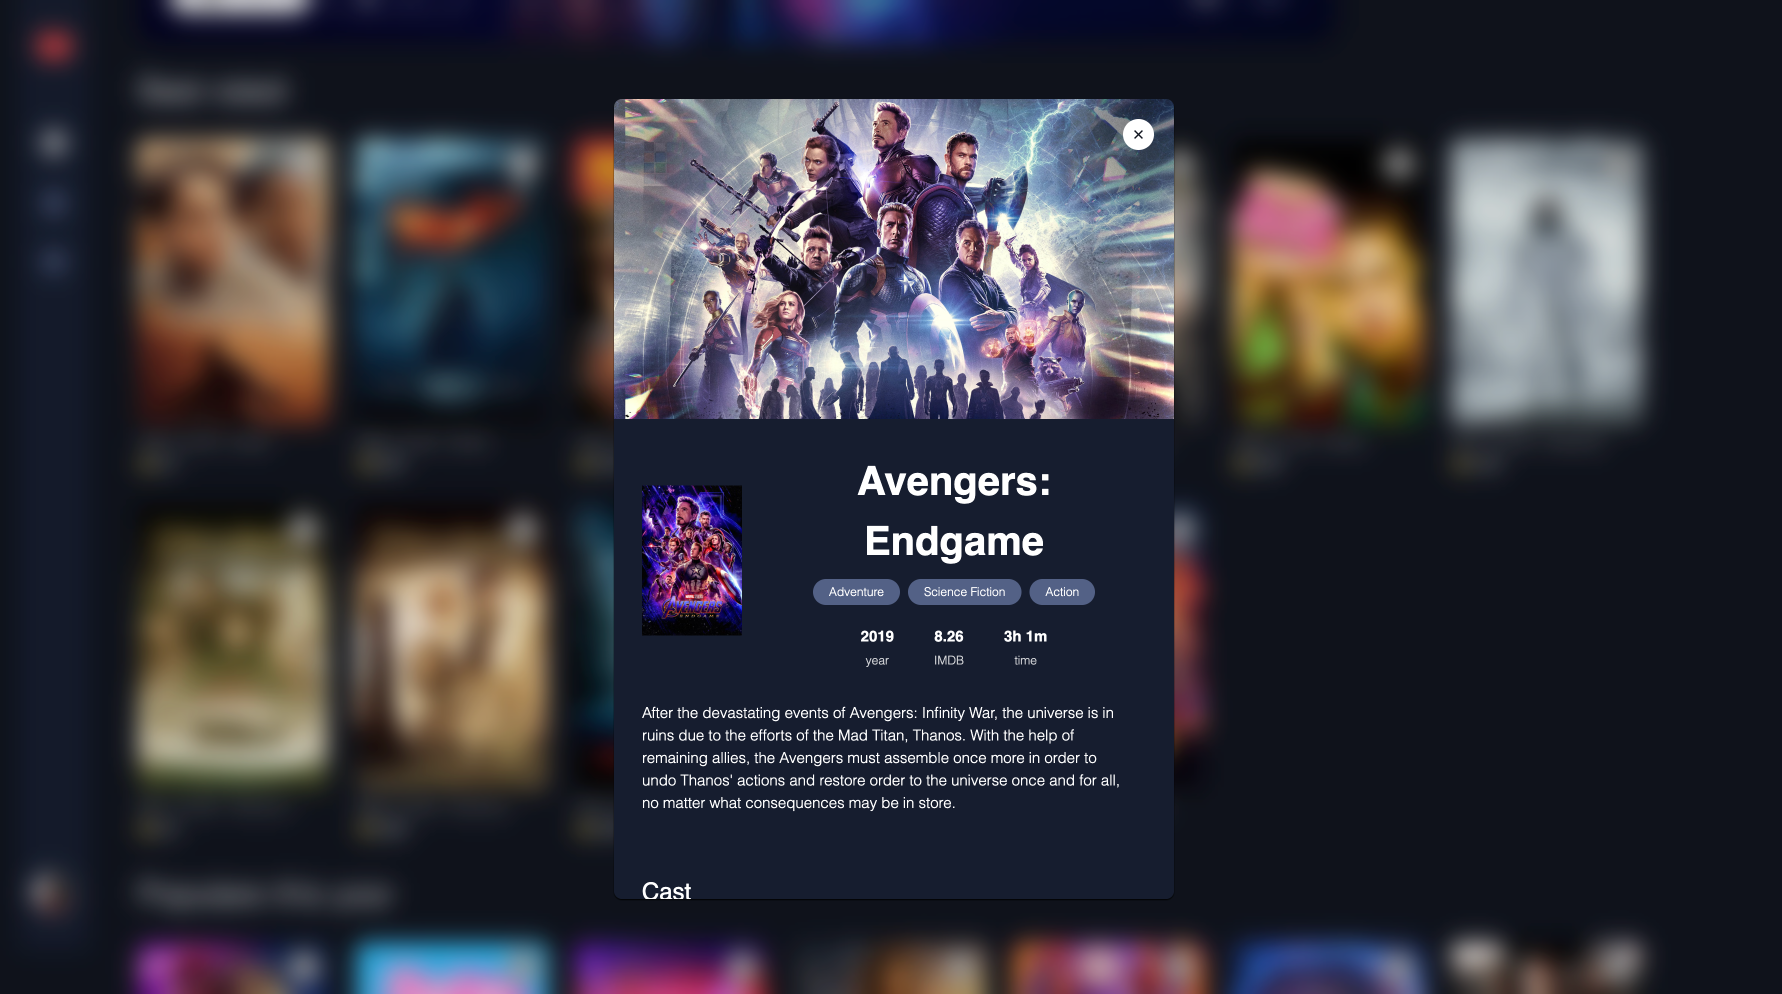 Avengers:
Endgame
Adventure Science Fiction Action
2019 8.26 3h 1m
year IMDB time
After the devastating events of Avengers: Infinity War, the universe is in
ruins due to the efforts of the Mad Titan, Thanos. With the help of
remaining allies, the Avengers must assemble once more in order to
undo Thanos' actions and restore order to the universe once and for all,
no matter what consequences may be in store.
Cast
AVENGERS
ENDGAME